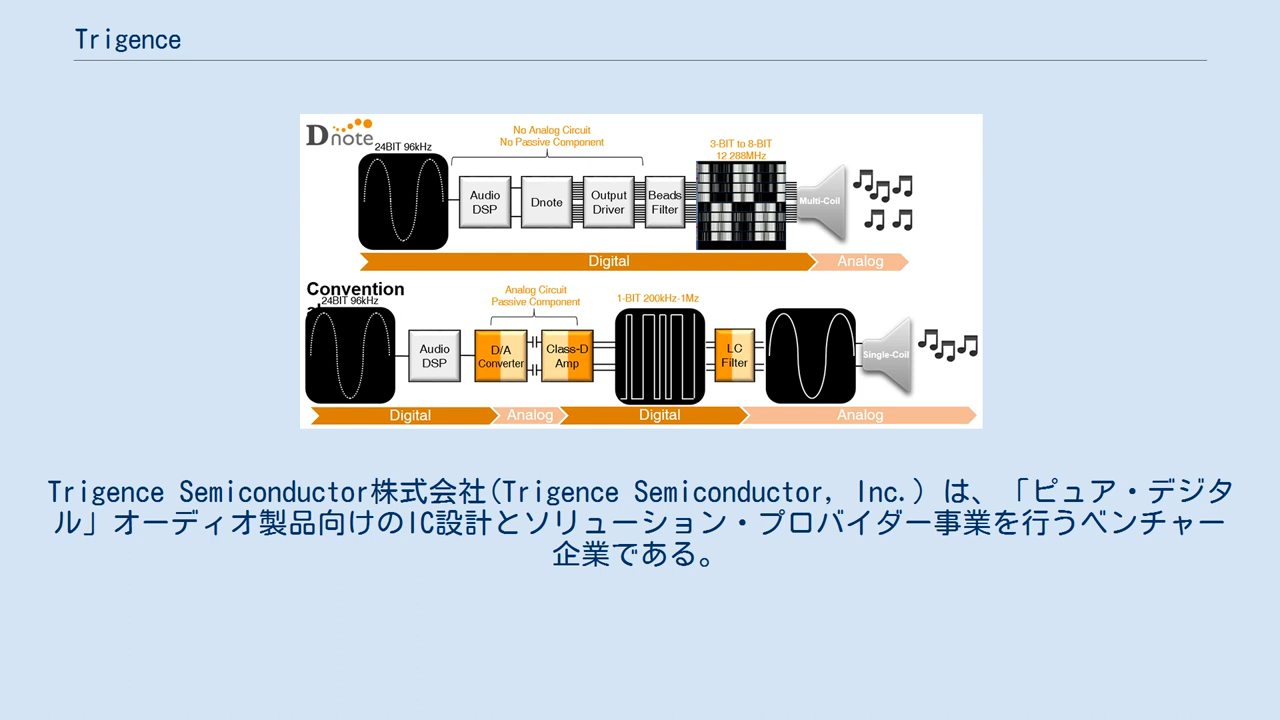 Trigence
Dnote
No Analog Circuit
No Passive Component
24BIT 96kHz
3-BIT to 8-BIT
12.288MHz
Audio
DSP
Dnote
Output
Driver
Beads
Filter
Multi-Coil
Digital
Analog
Convention
al
24BIT 96kHz
Analog Circuit
Passive Component
1-BIT 200kHz-1Mz
Audio
DSP
D/A
Converter
Class-D
Amp
LC
Filter
Single-Coil
Digital
Analog
Digital
Analog
Trigence Semiconductor株式会社(Trigence Semiconductor, Inc.) は、「ピュア・デジタ
ル」オーディオ製品向けのIC設計とソリューション・プロバイダー事業を行うベンチャー
企業である。